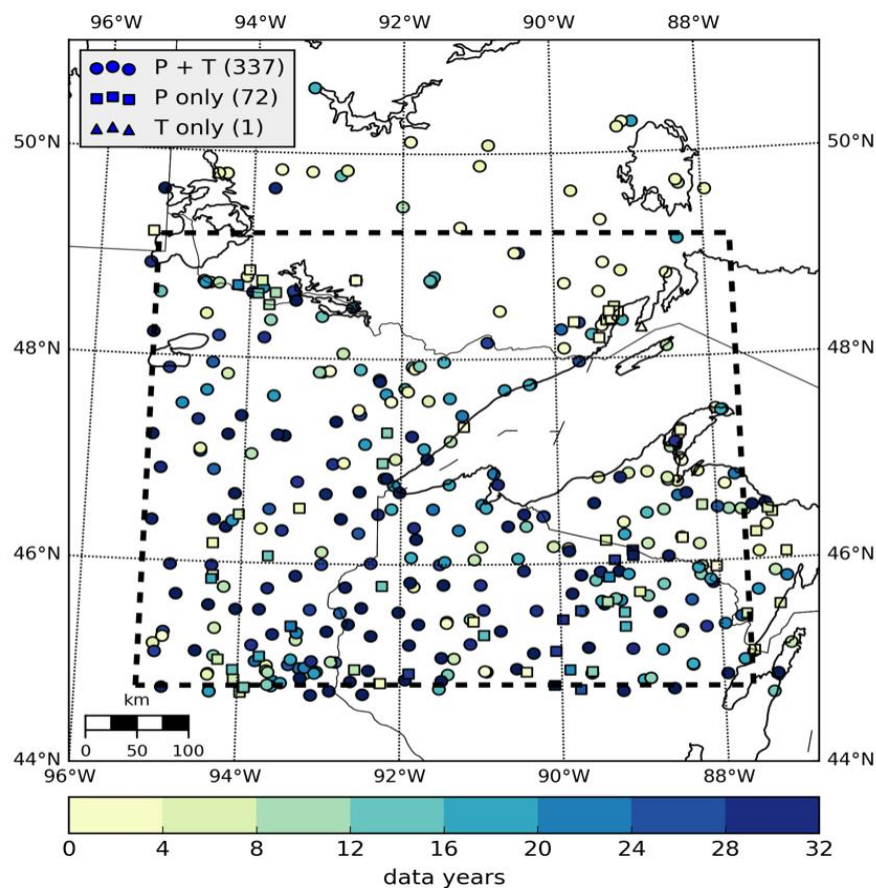 96°W 94°W 92°W 90°W 88°W
P + T (337)
P only (72)
T only (1)
50°N 50°N
48°N 48°N
46°N 46°N
km
0 50 100
44°N 44°N
96°W 94°W 92°W 90°W 88°W
0 4 8 12 16 20 24 28 32
data years